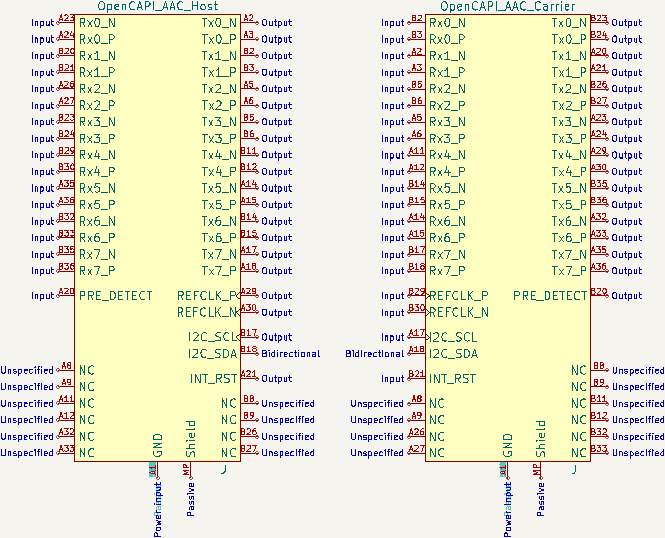 OpenCAPI_AAC_Host OpenCAPI_AAC_Carrier
Input A23 Rx0_N Tx0_N A2 Output Input B2 Rx0_N Tx0_N B23 Output
Input A24 Rx0_P Tx0_P A3 Output Input B3 Rx0_P Tx0_P B24 Output
Input B20 Rx1_N Tx1_N B2 Output Input A2 Rx1_N Tx1_N A20 Output
Input B21 Rx1_P Tx1_P B3 Output Input A3 Rx1_P Tx1_P A21 Output
Input A26 Rx2_N Tx2_N A5 Output Input B5 Rx2_N Tx2_N B26 Output
Input A27 Rx2_P Tx2_P A6 Output Input B6 Rx2_P Tx2_P B27 Output
Input B23 Rx3_N Tx3_N B5 Output Input A5 Rx3_N Tx3_N A23 Output
Input B24 Rx3_P Tx3_P B6 Output Input A6 Rx3_P Tx3_P A24 Output
Input B29 Rx4_N Tx4_N B11 Output Input A11 Rx4_N Tx4_N A29 Output
Input B30 Rx4_P Tx4_P B12 Output Input A12 Rx4_P Tx4_P A30 Output
Input A35 Rx5_N Tx5_N A14 Output Input B14 Rx5_N Tx5_N B35 Output
Input A36 Rx5_P Tx5_P A15 Output Input B15 Rx5_P Tx5_P B36 Output
Input B32 Rx6_N Tx6_N B14 Output Input A14 Rx6_N Tx6_N A32 Output
Input B33 Rx6_P Tx6_P B15 Output Input A15 Rx6_P Tx6_P A33 Output
Input B35 Rx7_N Tx7_N A17 Output Input B17 Rx7_N Tx7_N A35 Output
Input B36 Rx7_P Tx7_P A18 Output Input B18 Rx7_P Tx7_P A36 Output
Input A20 PRE_DETECT REFCLK_P A29 Output Input B29 REFCLK_P PRE_DETECT B20 Output
REFCLK_N A30 Output Input B30 REFCLK_N
I2C_SCL B17 Output Input A17 I2C_SCL
I2C_SDA B18 Bidirectional Bidirectional A18 I2C_SDA
Unspecified A8 NC NC B8 Unspecified
INT_RST A21 Output Input B21 INT_RST
Unspecified A9 NC NC B9 Unspecified
Unspecified A11 NC NC B8 Unspecified Unspecified A8 NC NC B11 Unspecified
Unspecified A12 NC NC B9 Unspecified Unspecified A9 NC NC B12 Unspecified
Unspecified A32 NC NC B26 Unspecified Unspecified A26 NC NC B32 Unspecified
Unspecified A33 NC NC B27 Unspecified Unspecified A27 NC NC B33 Unspecified
GND Shield J GND Shield J
MP MP
Passive Power Input Passive